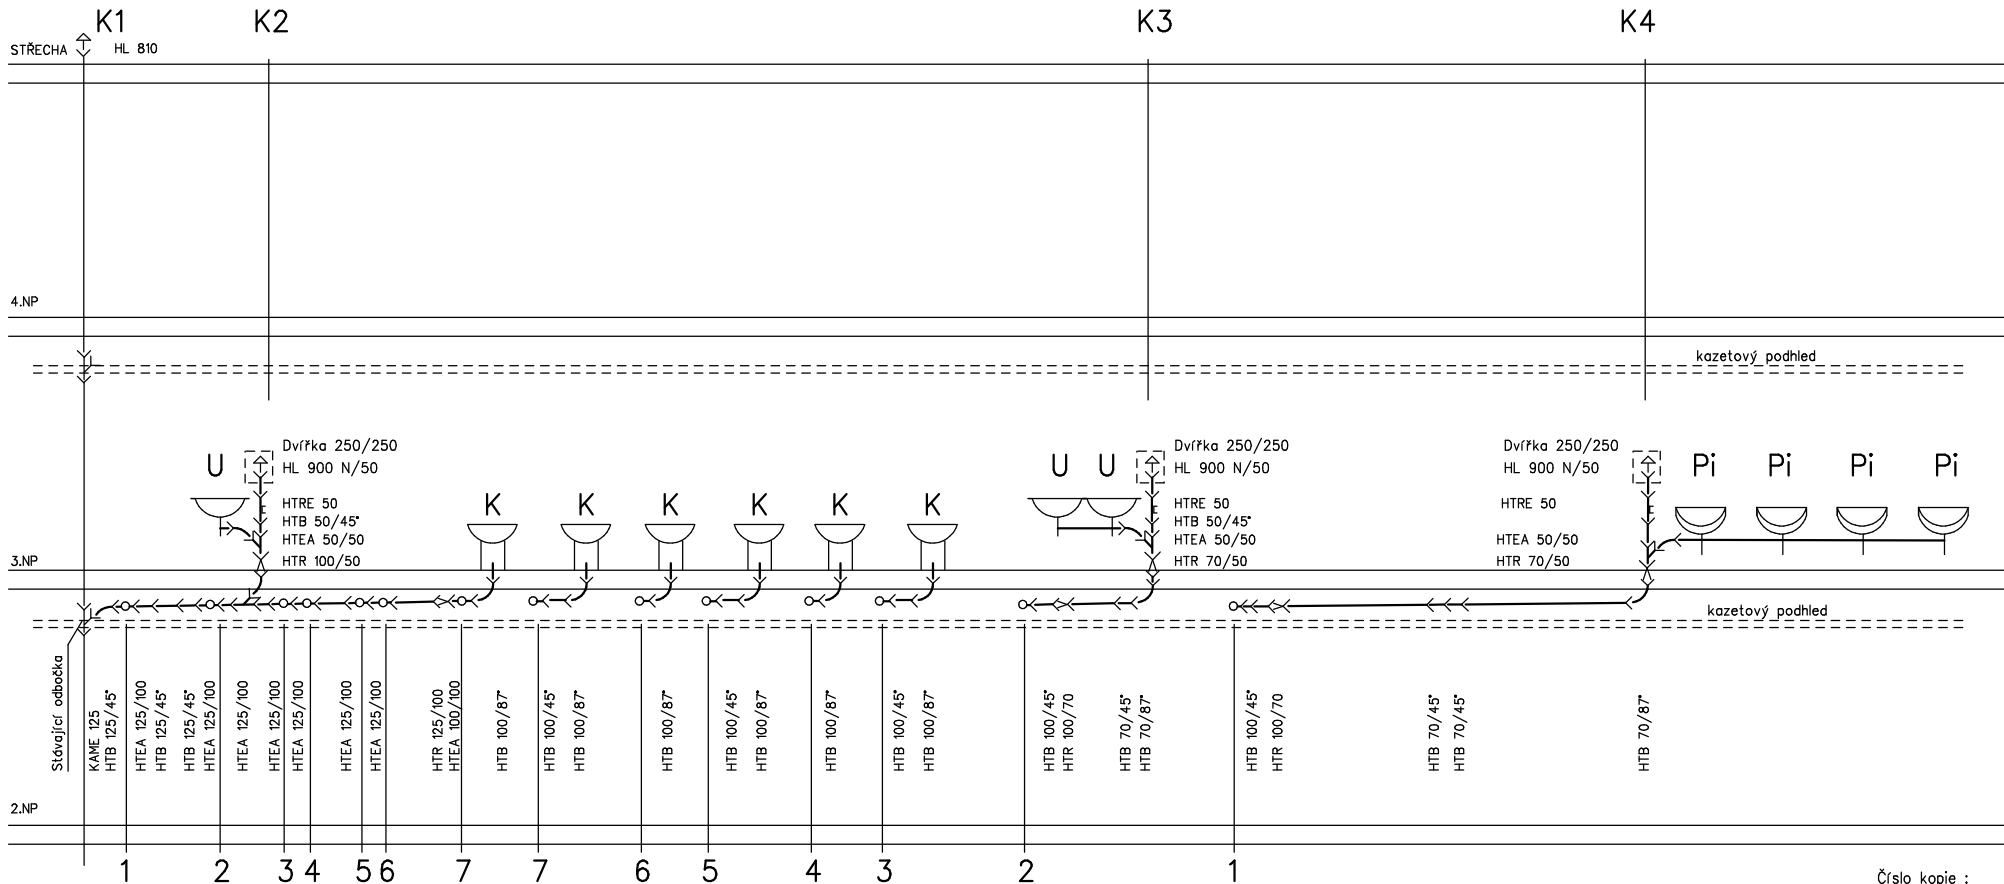 K1
K2
K3
K4
STŘECHA
HL 810
4.NP
kazetový podhled
U
Dvířka 250/250
HL 900 N/50
HTRE 50
HTB 50/45°
HTEA 50/50
HTR 100/50
K
K
K
K
K
K
U
U
Dvířka 250/250
HL 900 N/50
HTRE 50
HTB 50/45°
HTEA 50/50
HTR 70/50
Dvířka 250/250
HL 900 N/50
HTRE 50
HTEA 50/50
HTR 70/50
Pi
Pi
Pi
Pi
3.NP
kazetový podhled
Stávající odbočka
KAME 125
HTB 125/45°
HTEA 125/100
HTB 125/45°
HTB 125/45°
HTEA 125/100
HTEA 125/100
HTEA 125/100
HTEA 125/100
HTEA 125/100
HTEA 125/100
HTR 125/100
HTEA 100/100
HTB 100/87°
HTB 100/45°
HTB 100/87°
HTB 100/87°
HTB 100/45°
HTB 100/87°
HTB 100/87°
HTB 100/45°
HTB 100/87°
HTB 100/45°
HTR 100/70
HTB 70/45°
HTB 70/87°
HTB 100/45°
HTR 100/70
HTB 70/45°
HTB 70/45°
HTB 70/87°
2.NP
1
2
3
4
5
6
7
7
6
5
4
3
2
1
Číslo kopie :